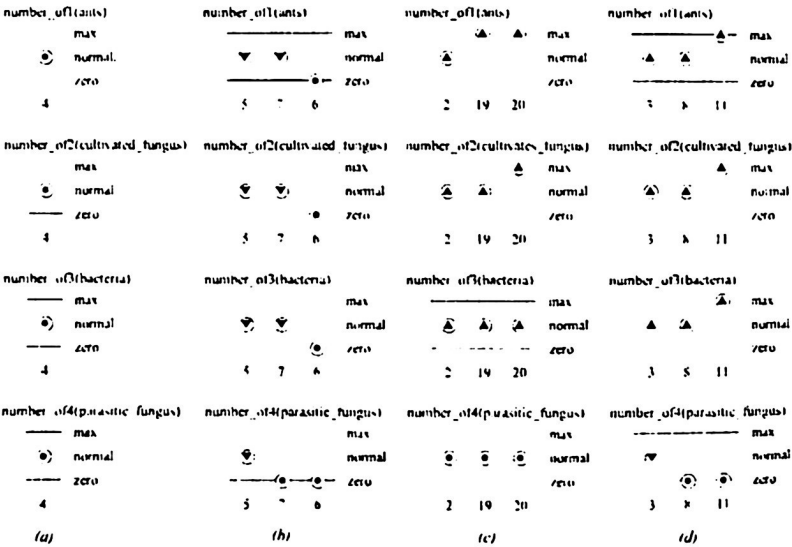 number_of1(ants) number_of1(ants) number_of1(ants) number_of1(ants)
max max max max
normal normal normal normal
zero zero zero zero
4 5 7 6 2 19 20 3 8 11
number_of2(cultivated_fungus) number_of2(cultivated_fungus) number_of2(cultivates_fungus) number_of2(cultivated_fungus)
max max max max
normal normal normal normal
zero zero zero zero
4 5 7 6 2 19 20 3 8 11
number_of3(bacteria) number_of3(bacteria) number_of3(bacteria) number_of3(bacteria)
max max max max
normal normal normal normal
zero zero zero zero
4 5 7 6 2 19 20 3 8 11
number_of4(parasitic_fungus) number_of4(parasitic_fungus) number_of4(parasitic_fungus) number_of4(parasitic_fungus)
max max max max
normal normal normal normal
zero zero zero zero
4 5 7 6 2 19 20 3 8 11
(a) (b) (c) (d)